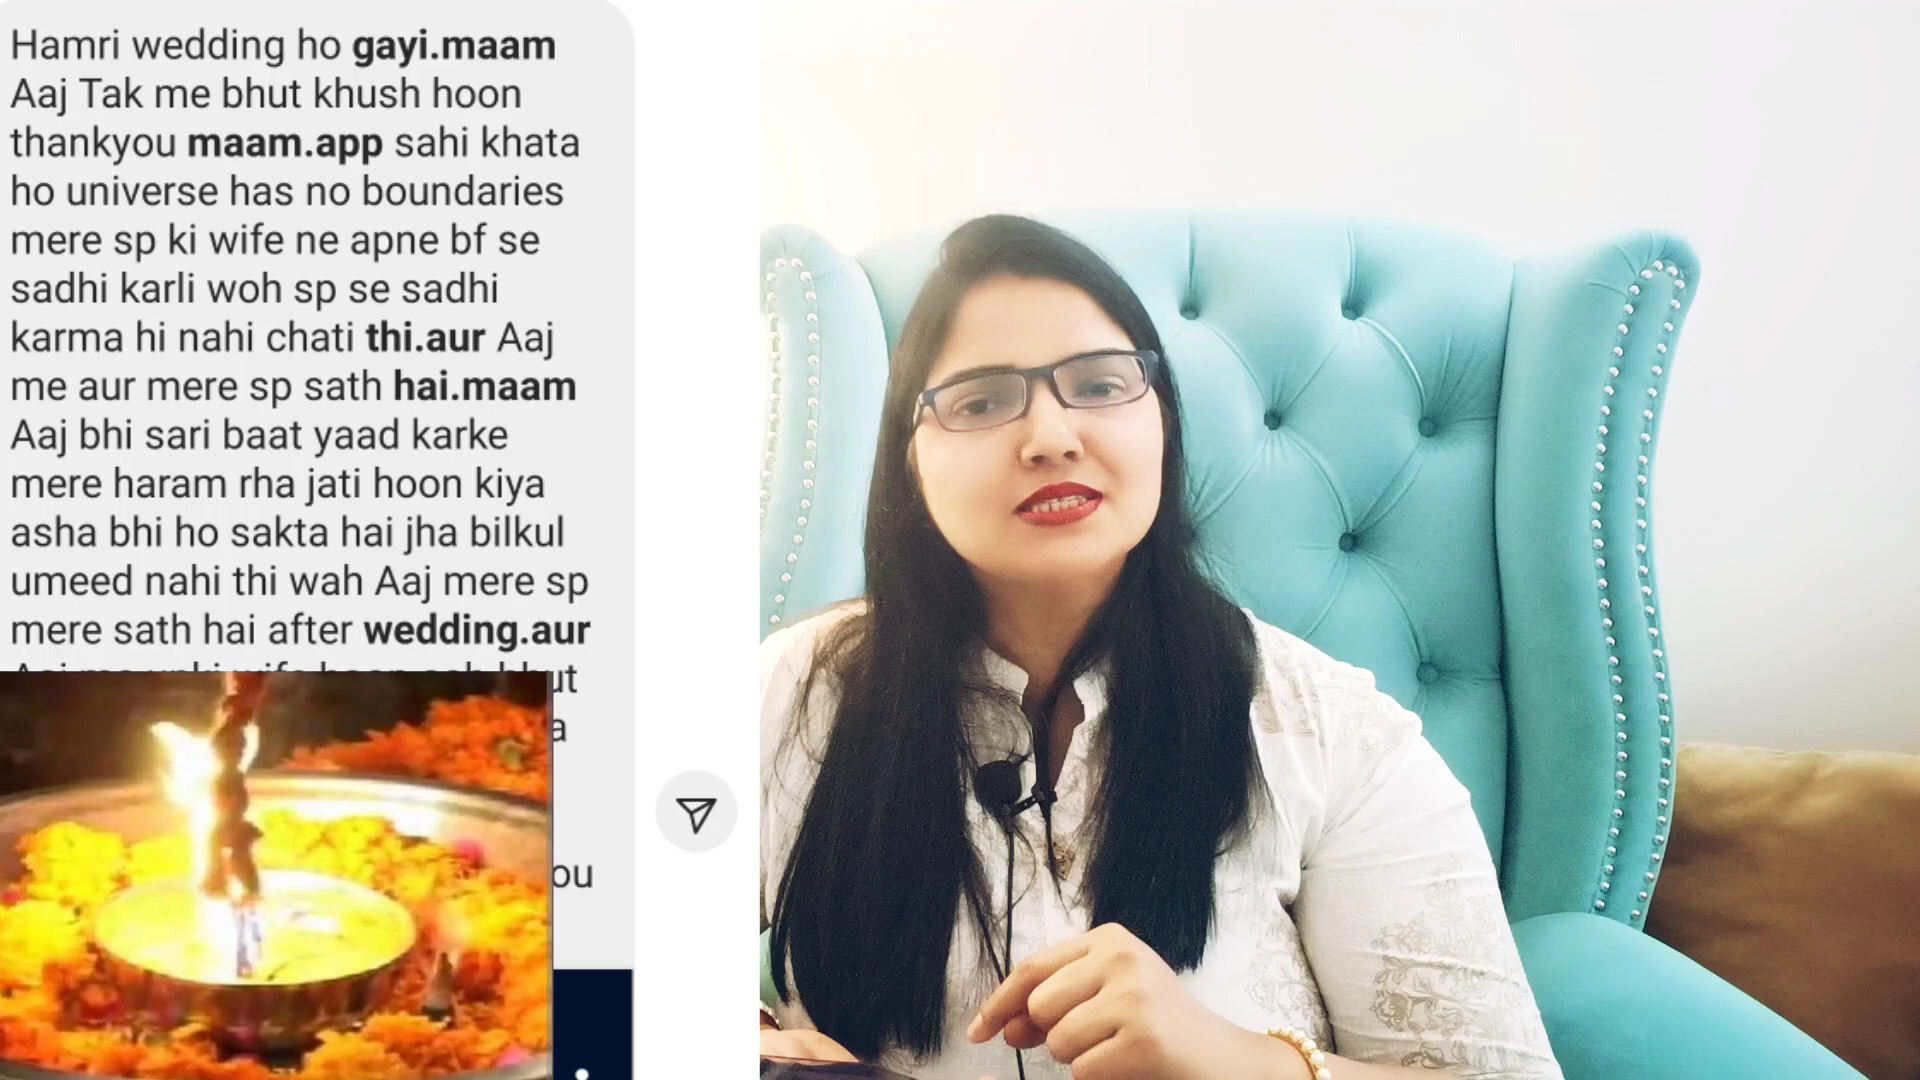 Hamri wedding ho gayi.maam
Aaj Tak me bhut khush hoon
thankyou maam.app sahi khata
ho universe has no boundaries
mere sp ki wife ne apne bf se
sadhi karli woh sp se sadhi
karma hi nahi chati thi.aur Aaj
me aur mere sp sath hai.maam
Aaj bhi sari baat yaad karke
mere haram rha jati hoon kiya
asha bhi ho sakta hai jha bilkul
umeed nahi thi wah Aaj mere sp
mere sath hai after wedding.aur